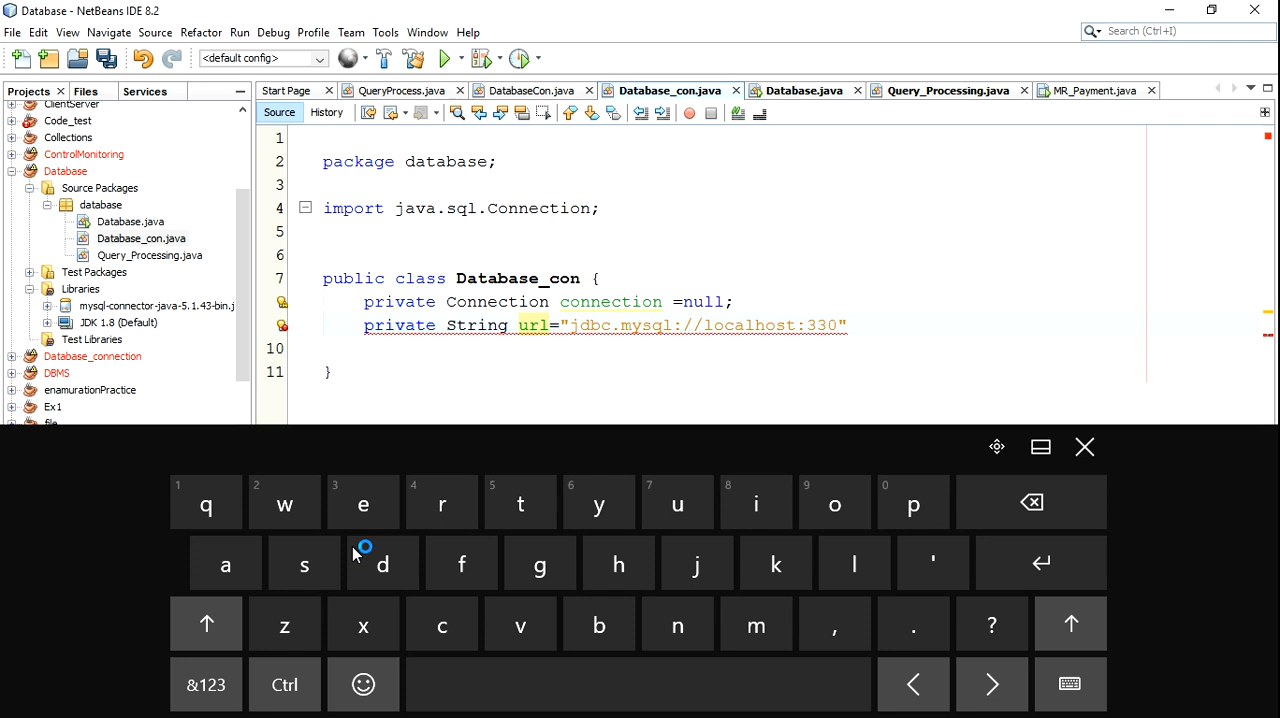 Database - NetBeans IDE 8.2
File Edit View Navigate Source Refactor Run Debug Profile Team Tools Window Help
Search (Ctrl+I)
<default config>
Projects Files Services
Start Page QueryProcess.java DatabaseCon.java Database_con.java Database.java Query_Processing.java MR_Payment.java
Source History
ClientServer
Code_test
Collections
ControlMonitoring
Database
Source Packages
database
Database.java
Database_con.java
Query_Processing.java
Test Packages
Libraries
mysql-connector-java-5.1.43-bin.j
JDK 1.8 (Default)
Test Libraries
Database_connection
DBMS
enamurationPractice
Ex1
file
1
2 package database;
3
4 import java.sql.Connection;
5
6
7 public class Database_con {
private Connection connection =null;
private String url="jdbc.mysql://localhost:330"
10
11 }
1 q 2 w 3 e 4 r 5 t 6 y 7 u 8 i 9 o 0 p
a s d f g h j k l '
z x c v b n m , . ?
&123 Ctrl